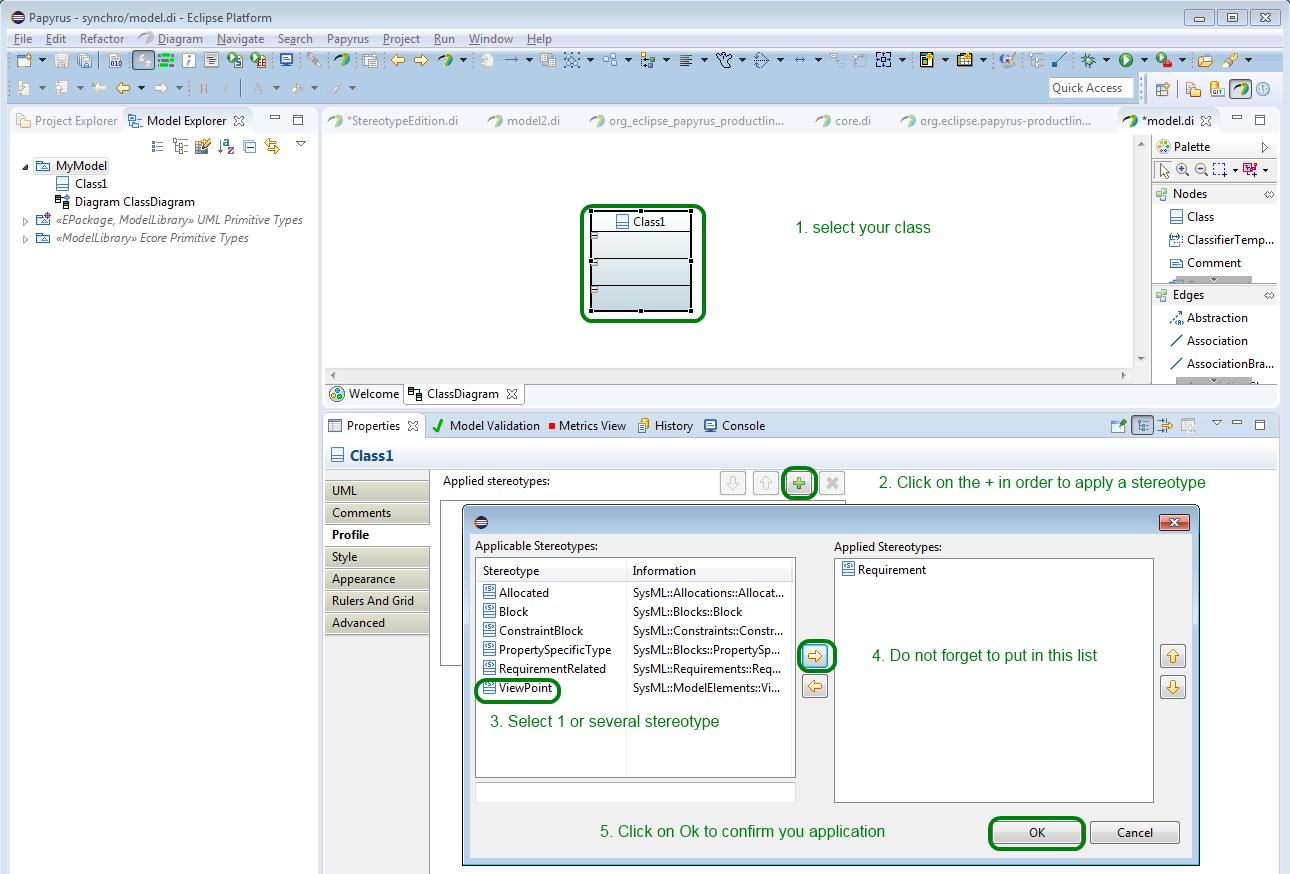 Papyrus - synchro/model.di - Eclipse Platform
File Edit Refactor Diagram Navigate Search Papyrus Project Run Window Help
Quick Access
Project Explorer Model Explorer
MyModel
Class1
Diagram ClassDiagram
«EPackage, ModelLibrary» UML Primitive Types
«ModelLibrary» Ecore Primitive Types
*StereotypeEdition.di model2.di org_eclipse_papyrus_productlin... core.di org.eclipse.papyrus-productlin... *model.di
Class1
1. select your class
Palette
Nodes
Class
ClassifierTemp...
Comment
Edges
Abstraction
Association
AssociationBra...
Welcome ClassDiagram
Properties Model Validation Metrics View History Console
Class1
UML
Comments
Profile
Style
Appearance
Rulers And Grid
Advanced
Applied stereotypes:
2. Click on the + in order to apply a stereotype
Applicable Stereotypes:
Stereotype Information
Allocated SysML::Allocations::Allocat...
Block SysML::Blocks::Block
ConstraintBlock SysML::Constraints::Constr...
PropertySpecificType SysML::Blocks::PropertySp...
RequirementRelated SysML::Requirements::Req...
ViewPoint SysML::ModelElements::Vi...
3. Select 1 or several stereotype
Applied Stereotypes:
Requirement
4. Do not forget to put in this list
5. Click on Ok to confirm you application
OK Cancel